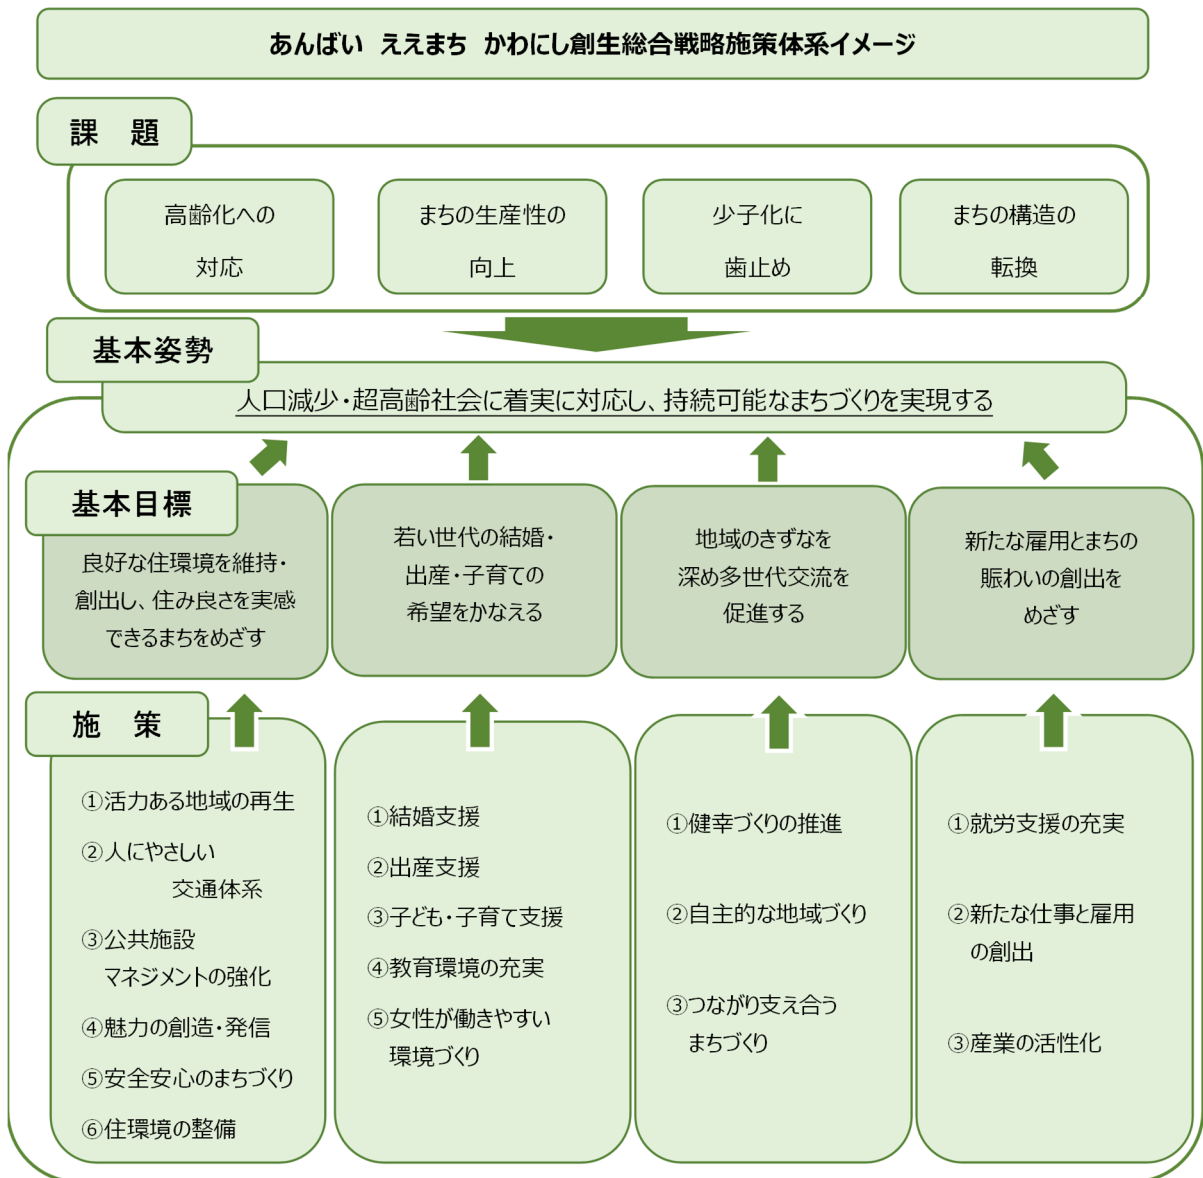 あんばい ええまち かわにし創生総合戦略施策体系イメージ
課 題
高齢化への
対応
まちの生産性の
向上
少子化に
歯止め
まちの構造の
転換
基本姿勢
人口減少・超高齢社会に着実に対応し、持続可能なまちづくりを実現する
基本目標
良好な住環境を維持・
創出し、住み良さを実感
できるまちをめざす
若い世代の結婚・
出産・子育ての
希望をかなえる
地域のきずなを
深め多世代交流を
促進する
新たな雇用とまちの
賑わいの創出を
めざす
施 策
①活力ある地域の再生
②人にやさしい
交通体系
③公共施設
マネジメントの強化
④魅力の創造・発信
⑤安全安心のまちづくり
⑥住環境の整備
①結婚支援
②出産支援
③子ども・子育て支援
④教育環境の充実
⑤女性が働きやすい
環境づくり
①健幸づくりの推進
②自主的な地域づくり
③つながり支え合う
まちづくり
①就労支援の充実
②新たな仕事と雇用
の創出
③産業の活性化